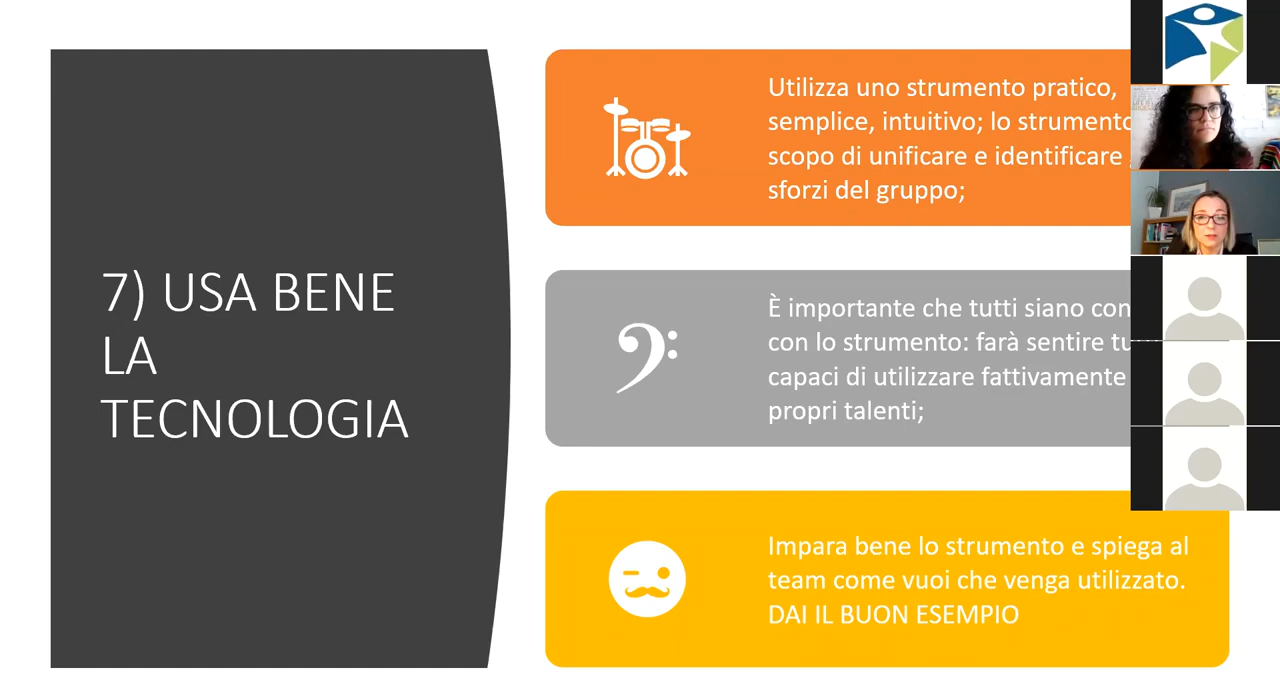 7) USA BENE
LA
TECNOLOGIA
Utilizza uno strumento pratico,
semplice, intuitivo; lo strumento
scopo di unificare e identificare
sforzi del gruppo;
È importante che tutti siano
con lo strumento: farà sentire
capaci di utilizzare fattivamente
propri talenti;
Impara bene lo strumento e spiega al
team come vuoi che venga utilizzato.
DAI IL BUON ESEMPIO